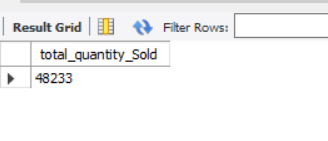 Result Grid Filter Rows:
total_quantity_Sold
48233